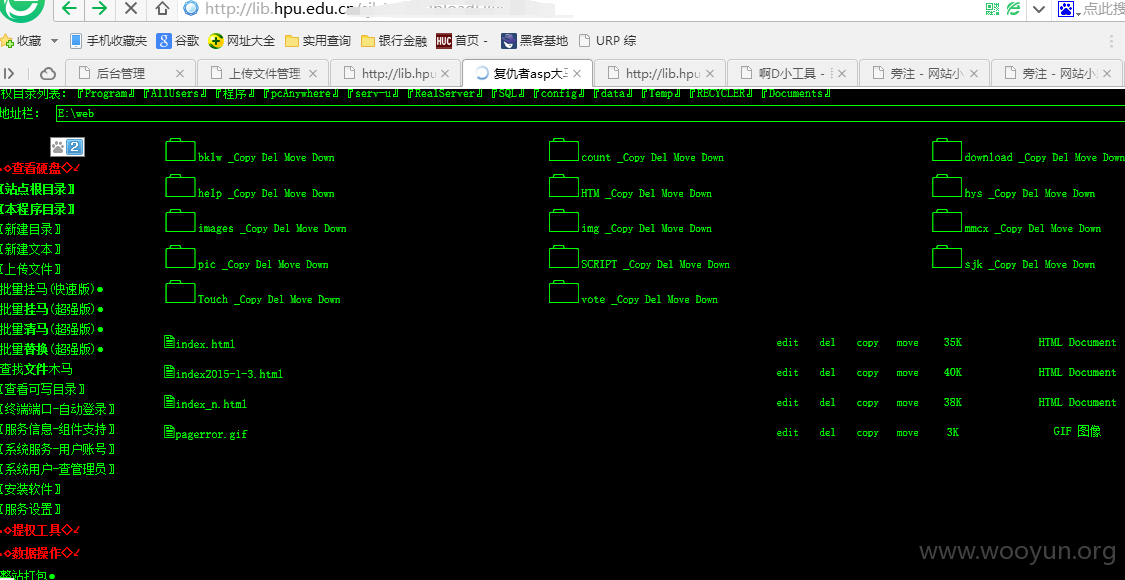 http://lib.hpu.edu.cn
点此搜
收藏 手机收藏夹 谷歌 网址大全 实用查询 银行金融 HUC 首页 - 黑客基地 URP 综
后台管理 上传文件管理 http://lib.hpu 复仇者asp大马 http://lib.hpu 啊D小工具 - 旁注 - 网站小 旁注 - 网站小
权目录列表: 『Program』 『AllUsers』 『程序』 『pcAnywhere』 『serv-u』 『RealServer』 『SQL』 『config』 『data』 『Temp』 『RECYCLER』 『Documents』
地址栏: E:\web
2
bklw _Copy Del Move Down count _Copy Del Move Down download _Copy Del Move Down
◇查看硬盘◇
〖站点根目录〗 help _Copy Del Move Down HTM _Copy Del Move Down hys _Copy Del Move Down
〖本程序目录〗
〖新建目录〗 images _Copy Del Move Down img _Copy Del Move Down mmcx _Copy Del Move Down
〖新建文本〗
〖上传文件〗 pic _Copy Del Move Down SCRIPT _Copy Del Move Down sjk _Copy Del Move Down
批量挂马(快速版)●
Touch _Copy Del Move Down vote _Copy Del Move Down
批量挂马(超强版)●
批量清马(超强版)●
index.html edit del copy move 35K HTML Document
批量替换(超强版)●
查找文件木马
index2015-1-3.html edit del copy move 40K HTML Document
〖查看可写目录〗
index_n.html edit del copy move 38K HTML Document
〖终端端口-自动登录〗
〖服务信息-组件支持〗
pagerror.gif edit del copy move 3K GIF 图像
〖系统服务-用户账号〗
〖系统用户-查管理员〗
〖安装软件〗
〖服务设置〗
◇提权工具◇
◇数据操作◇
整站打包●
www.wooyun.org